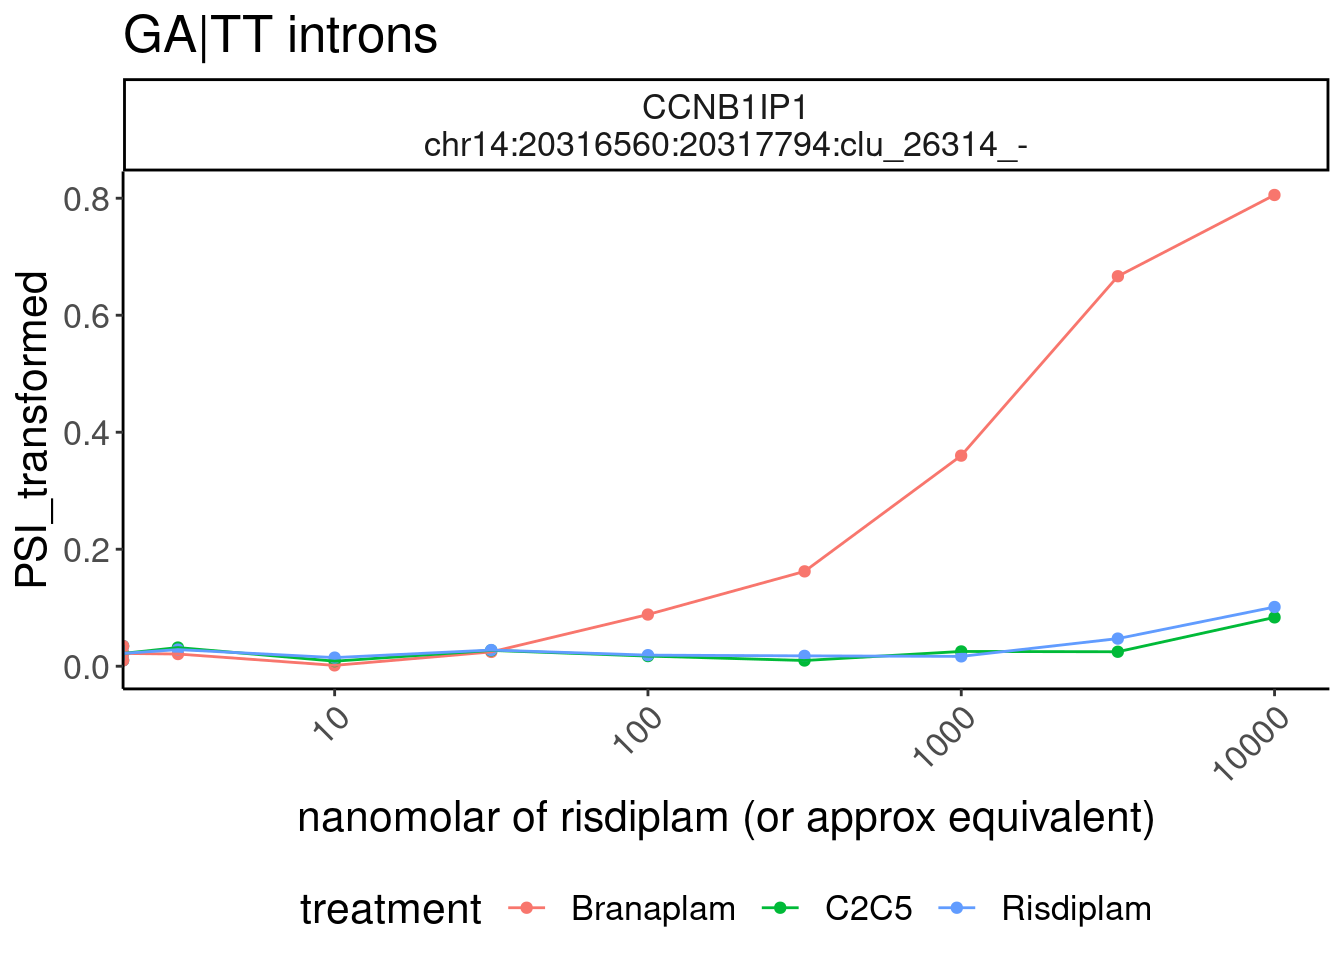 GA|TT introns
CCNB1IP1
chr14:20316560:20317794:clu_26314_-
0.8
0.6
0.4
0.2
0.0
PSI_transformed
10
100
1000
10000
nanomolar of risdiplam (or approx equivalent)
treatment Branaplam C2C5 Risdiplam